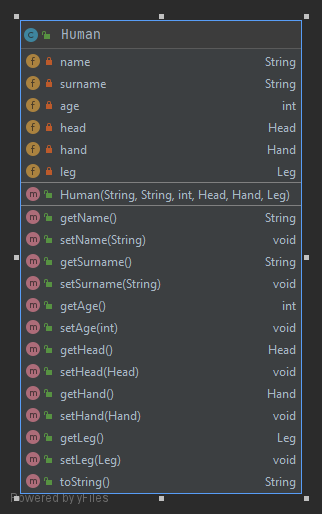 Human
name String
surname String
age int
head Head
hand Hand
leg Leg
Human(String, String, int, Head, Hand, Leg)
getName() String
setName(String) void
getSurname() String
setSurname(String) void
getAge() int
setAge(int) void
getHead() Head
setHead(Head) void
getHand() Hand
setHand(Hand) void
getLeg() Leg
setLeg(Leg) void
toString() String
Powered by yFiles